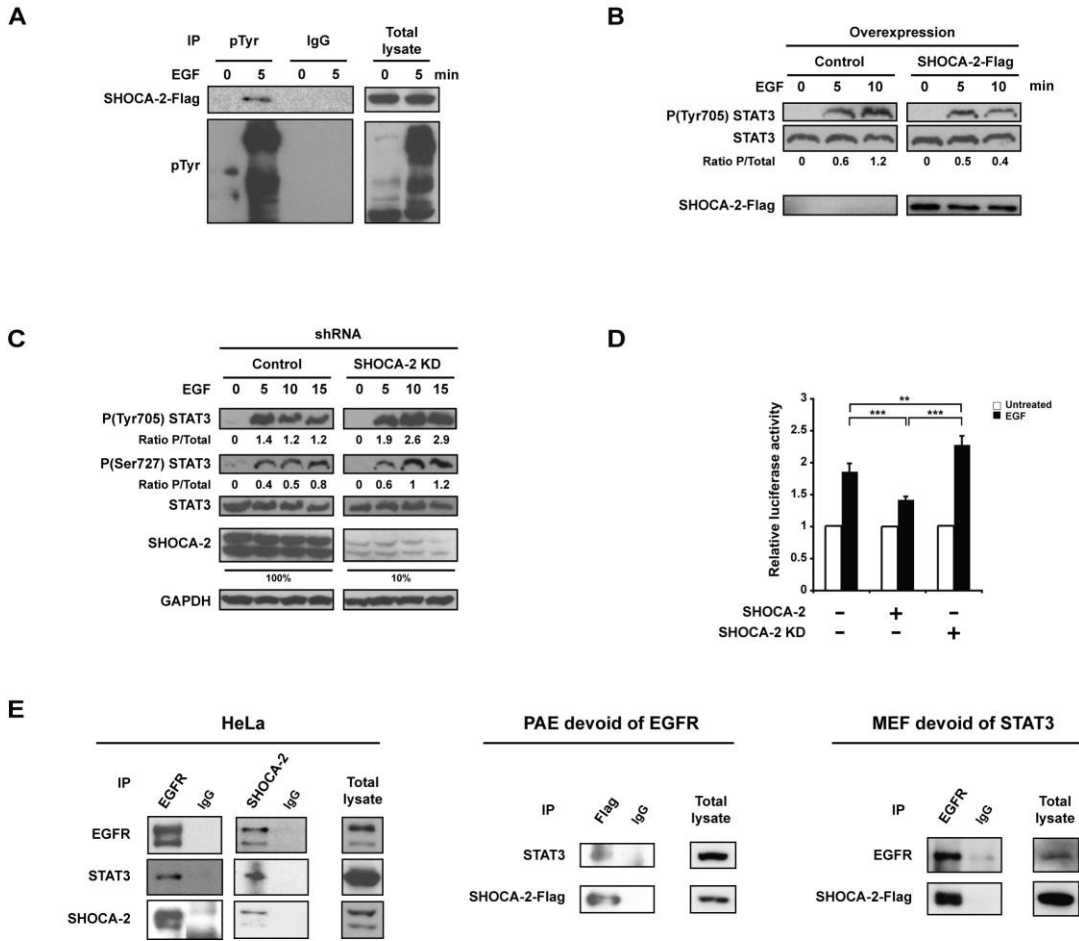 A
IP pTyr IgG Total lysate
EGF 0 5 0 5 0 5 min
SHOCA-2-Flag
pTyr
B
Overexpression
Control SHOCA-2-Flag
EGF 0 5 10 0 5 10 min
P(Tyr705) STAT3
STAT3
Ratio P/Total 0 0.6 1.2 0 0.5 0.4
SHOCA-2-Flag
C
shRNA
Control SHOCA-2 KD
EGF 0 5 10 15 0 5 10 15
P(Tyr705) STAT3
Ratio P/Total 0 1.4 1.2 1.2 0 1.9 2.6 2.9
P(Ser727) STAT3
Ratio P/Total 0 0.4 0.5 0.8 0 0.6 1 1.2
STAT3
SHOCA-2
100% 10%
GAPDH
D
Relative luciferase activity
3
2.5
2
1.5
1
0.5
0
** 
*** ***
Untreated
EGF
SHOCA-2 – + –
SHOCA-2 KD – – +
E
HeLa
IP EGFR IgG SHOCA-2 IgG Total lysate
EGFR
STAT3
SHOCA-2
PAE devoid of EGFR
IP Flag IgG Total lysate
STAT3
SHOCA-2-Flag
MEF devoid of STAT3
IP EGFR IgG Total lysate
EGFR
SHOCA-2-Flag